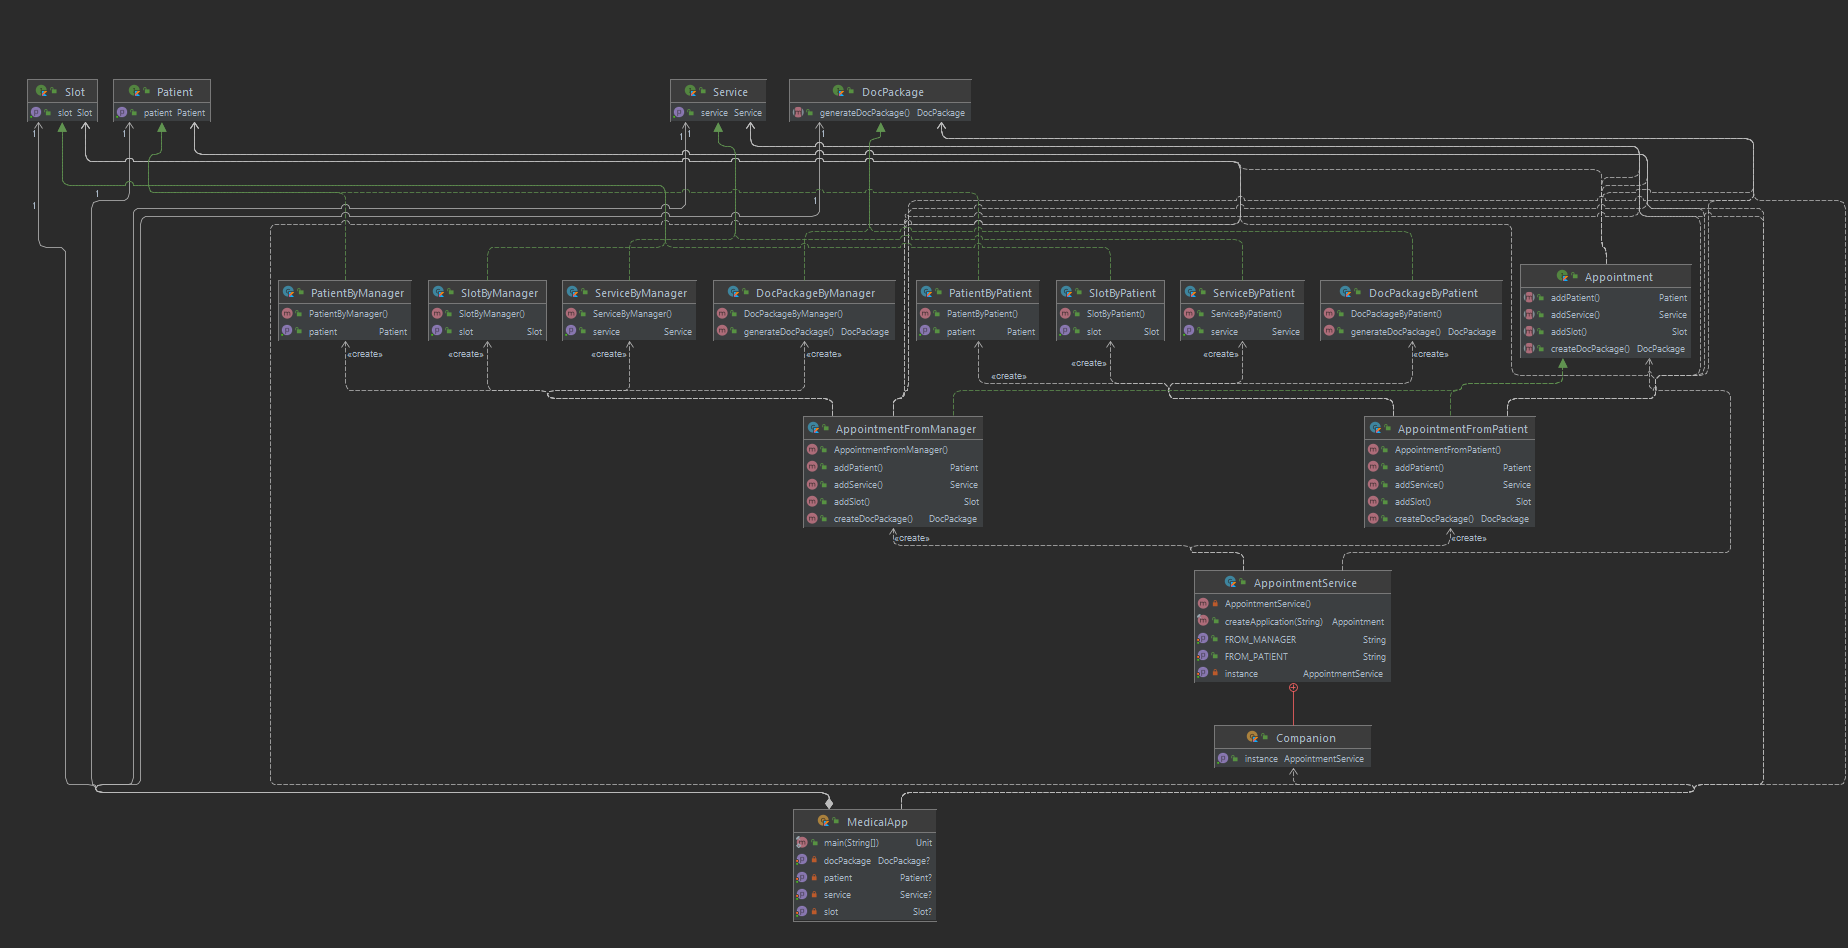 Slot
slot Slot
Patient
patient Patient
Service
service Service
DocPackage
generateDocPackage() DocPackage
1
1
1
1
1
1
1
1
PatientByManager
PatientByManager()
patient Patient
SlotByManager
SlotByManager()
slot Slot
ServiceByManager
ServiceByManager()
service Service
DocPackageByManager
DocPackageByManager()
generateDocPackage() DocPackage
PatientByPatient
PatientByPatient()
patient Patient
SlotByPatient
SlotByPatient()
slot Slot
ServiceByPatient
ServiceByPatient()
service Service
DocPackageByPatient
DocPackageByPatient()
generateDocPackage() DocPackage
Appointment
addPatient() Patient
addService() Service
addSlot() Slot
createDocPackage() DocPackage
«create»
«create»
«create»
«create»
«create»
«create»
«create»
«create»
AppointmentFromManager
AppointmentFromManager()
addPatient() Patient
addService() Service
addSlot() Slot
createDocPackage() DocPackage
AppointmentFromPatient
AppointmentFromPatient()
addPatient() Patient
addService() Service
addSlot() Slot
createDocPackage() DocPackage
«create»
«create»
AppointmentService
AppointmentService()
createApplication(String) Appointment
FROM_MANAGER String
FROM_PATIENT String
instance AppointmentService
Companion
instance AppointmentService
MedicalApp
main(String[]) Unit
docPackage DocPackage?
patient Patient?
service Service?
slot Slot?